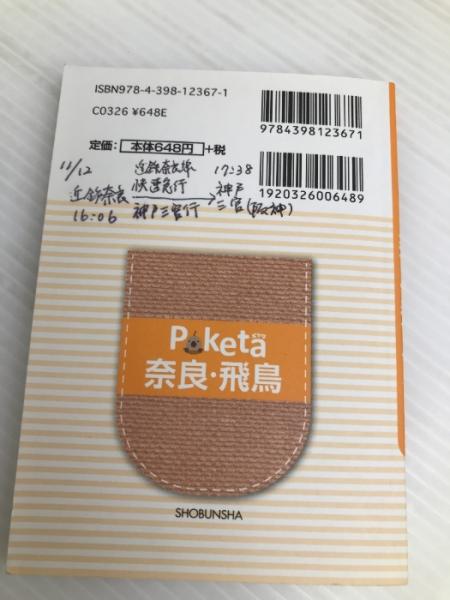 ISBN978-4-398-12367-1
C0326 ¥648E
定価: 本体648円 +税
9784398123671
1920326006489
11/12
近鉄奈良線
17:38
近鉄奈良
快速急行
神戸
16:06
神戸三宮行
三宮(阪神)
Poketa
奈良・飛鳥
SHOBUNSHA